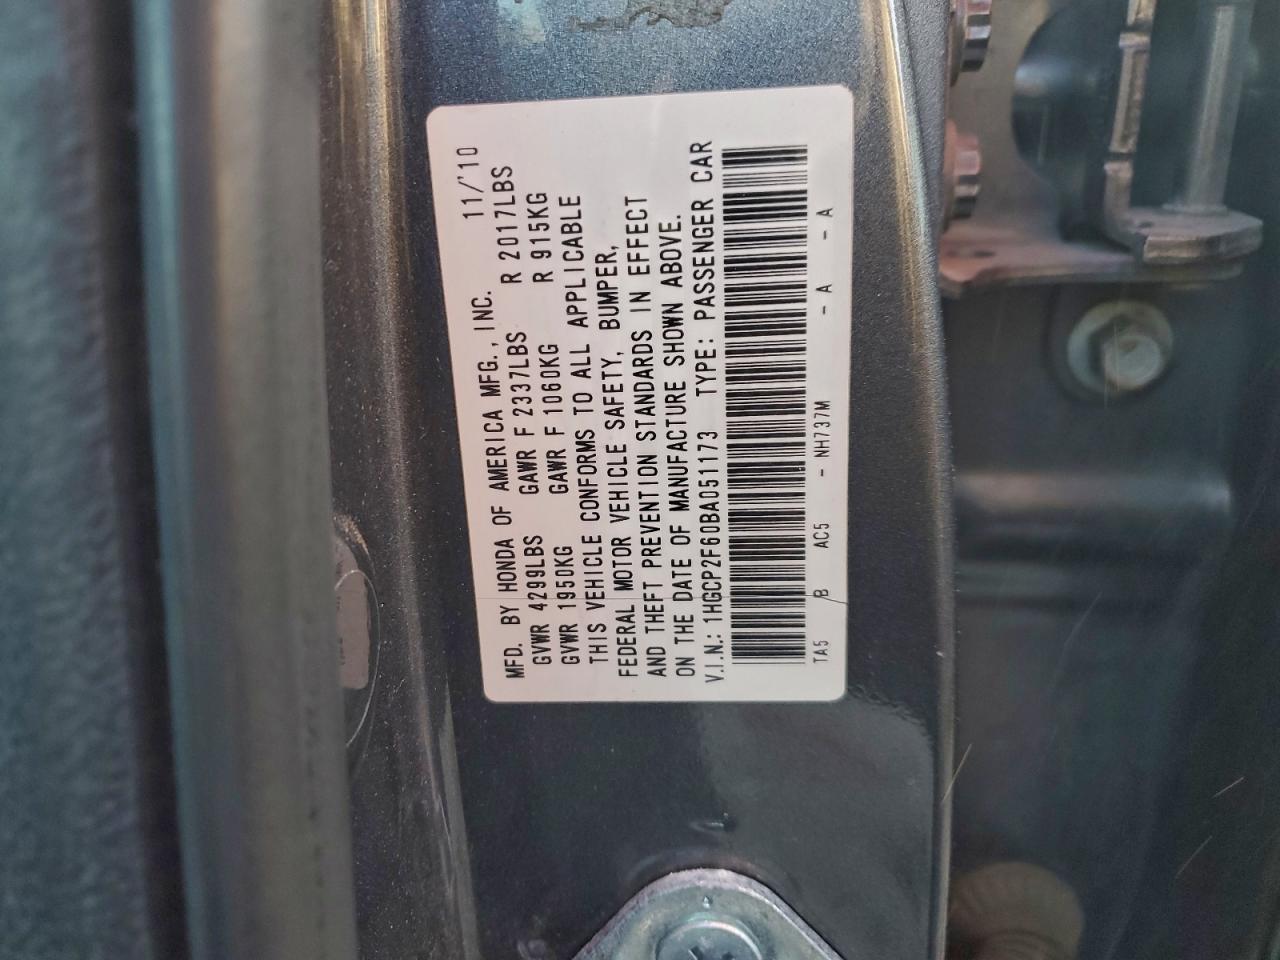 MFD. BY HONDA OF AMERICA MFG., INC. 11/'10
GVWR 4299LBS GAWR F 2337LBS R 2017LBS
GVWR 1950KG GAWR F 1060KG R 915KG
THIS VEHICLE CONFORMS TO ALL APPLICABLE
FEDERAL MOTOR VEHICLE SAFETY, BUMPER,
AND THEFT PREVENTION STANDARDS IN EFFECT
ON THE DATE OF MANUFACTURE SHOWN ABOVE.
V.I.N.: 1HGCP2F60BA051173 TYPE: PASSENGER CAR
TA5 B AC5 - NH737M - A - A